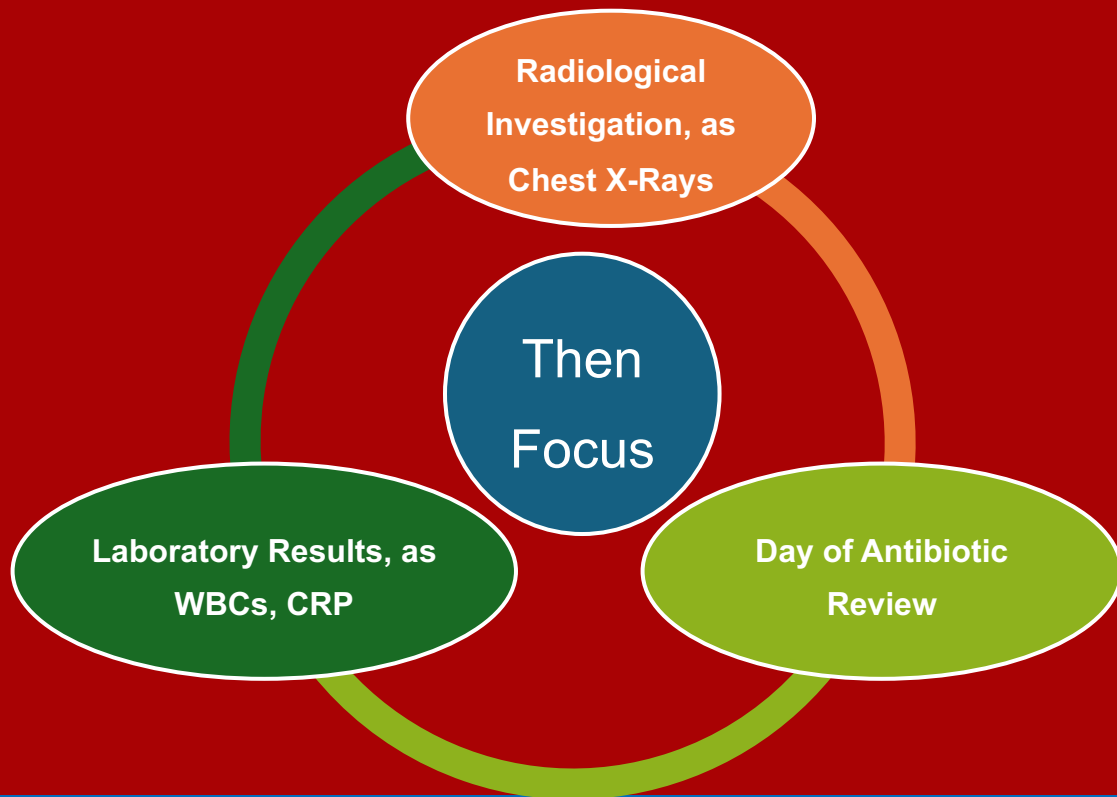 Radiological
Investigation, as
Chest X-Rays
Then
Focus
Laboratory Results, as
WBCs, CRP
Day of Antibiotic
Review